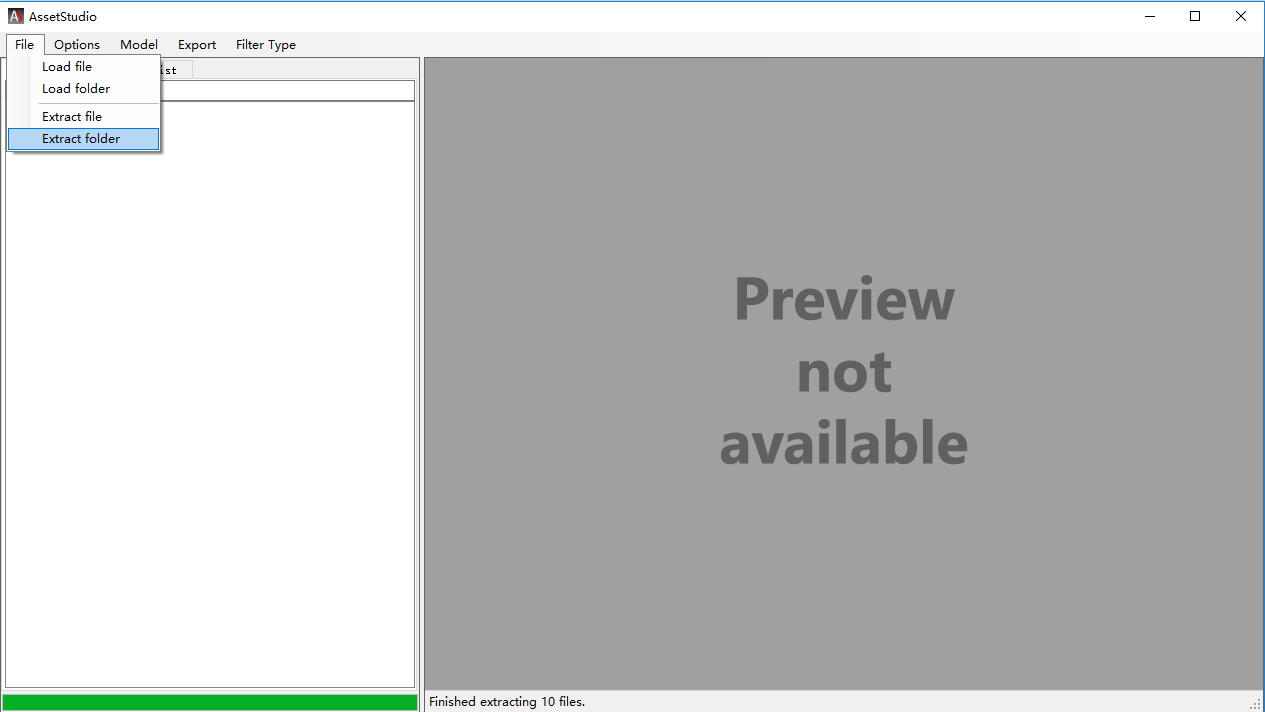 AssetStudio
File Options Model Export Filter Type
Load file
Load folder
Extract file
Extract folder
Preview
not
available
Finished extracting 10 files.